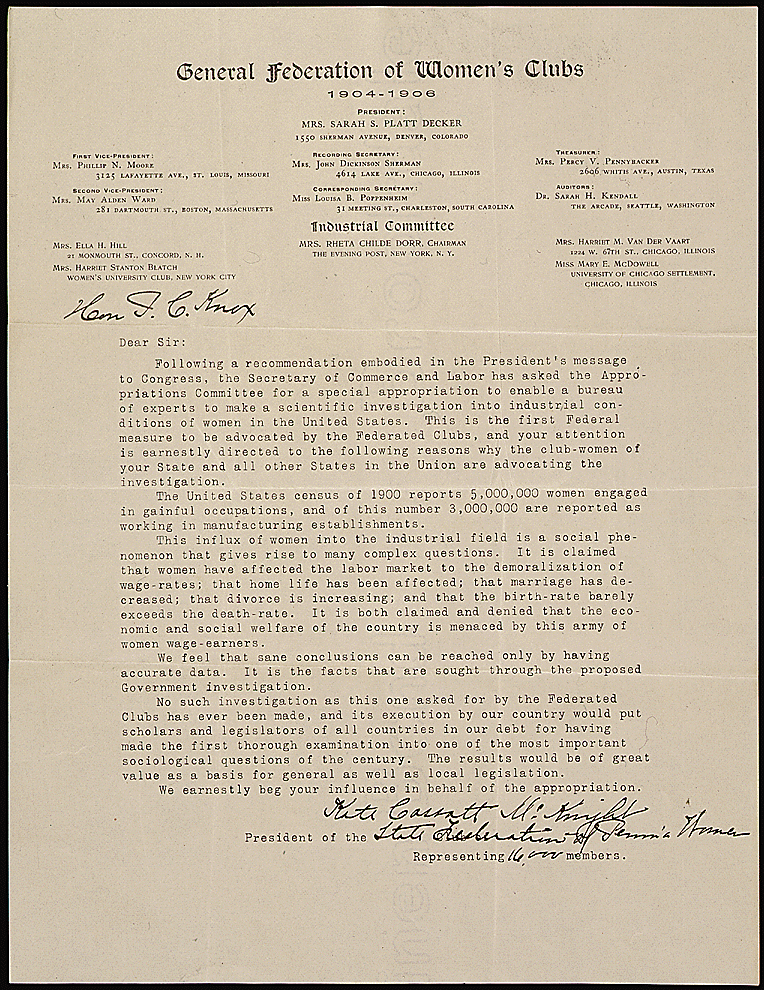 General Federation of Women's Clubs
1904-1906
PRESIDENT:
MRS. SARAH S. PLATT DECKER
1550 SHERMAN AVENUE, DENVER, COLORADO
FIRST VICE-PRESIDENT:
MRS. PHILLIP N. MOORE
3125 LAFAYETTE AVE., ST. LOUIS, MISSOURI
SECOND VICE-PRESIDENT:
MRS. MAY ALDEN WARD
281 DARTMOUTH ST., BOSTON, MASSACHUSETTS
RECORDING SECRETARY:
MRS. JOHN DICKINSON SHERMAN
4614 LAKE AVE., CHICAGO, ILLINOIS
CORRESPONDING SECRETARY:
MISS LOUISA B. POPPENHEIM
31 MEETING ST., CHARLESTON, SOUTH CAROLINA
TREASURER:
MRS. PERCY V. PENNYBACKER
2606 WHITIS AVE., AUSTIN, TEXAS
AUDITORS:
DR. SARAH H. KENDALL
THE ARCADE, SEATTLE, WASHINGTON
Industrial Committee
MRS. RHETA CHILDE DORR, CHAIRMAN
THE EVENING POST, NEW YORK, N. Y.
MRS. ELLA H. HILL
21 MONMOUTH ST., CONCORD, N. H.
MRS. HARRIET STANTON BLATCH
WOMEN'S UNIVERSITY CLUB, NEW YORK CITY
MRS. HARRIET M. VAN DER VAART
1224 W. 67TH ST., CHICAGO, ILLINOIS
MISS MARY E. MCDOWELL
UNIVERSITY OF CHICAGO SETTLEMENT,
CHICAGO, ILLINOIS
Hon P. C. Knox
Dear Sir:
Following a recommendation embodied in the President's message
to Congress, the Secretary of Commerce and Labor has asked the Appro-
priations Committee for a special appropriation to enable a bureau
of experts to make a scientific investigation into industrial con-
ditions of women in the United States. This is the first Federal
measure to be advocated by the Federated Clubs, and your attention
is earnestly directed to the following reasons why the club-women of
your State and all other States in the Union are advocating the
investigation.
The United States census of 1900 reports 5,000,000 women engaged
in gainful occupations, and of this number 3,000,000 are reported as
working in manufacturing establishments.
This influx of women into the industrial field is a social phe-
nomenon that gives rise to many complex questions. It is claimed
that women have affected the labor market to the demoralization of
wage-rates; that home life has been affected; that marriage has de-
creased; that divorce is increasing; and that the birth-rate barely
exceeds the death-rate. It is both claimed and denied that the eco-
nomic and social welfare of the country is menaced by this army of
women wage-earners.
We feel that sane conclusions can be reached only by having
accurate data. It is the facts that are sought through the proposed
Government investigation.
No such investigation as this one asked for by the Federated
Clubs has ever been made, and its execution by our country would put
scholars and legislators of all countries in our debt for having
made the first thorough examination into one of the most important
sociological questions of the century. The results would be of great
value as a basis for general as well as local legislation.
We earnestly beg your influence in behalf of the appropriation.
Kate Cassatt McKnight
President of the State Federation of Penn'a Women
Representing 16,000 members.